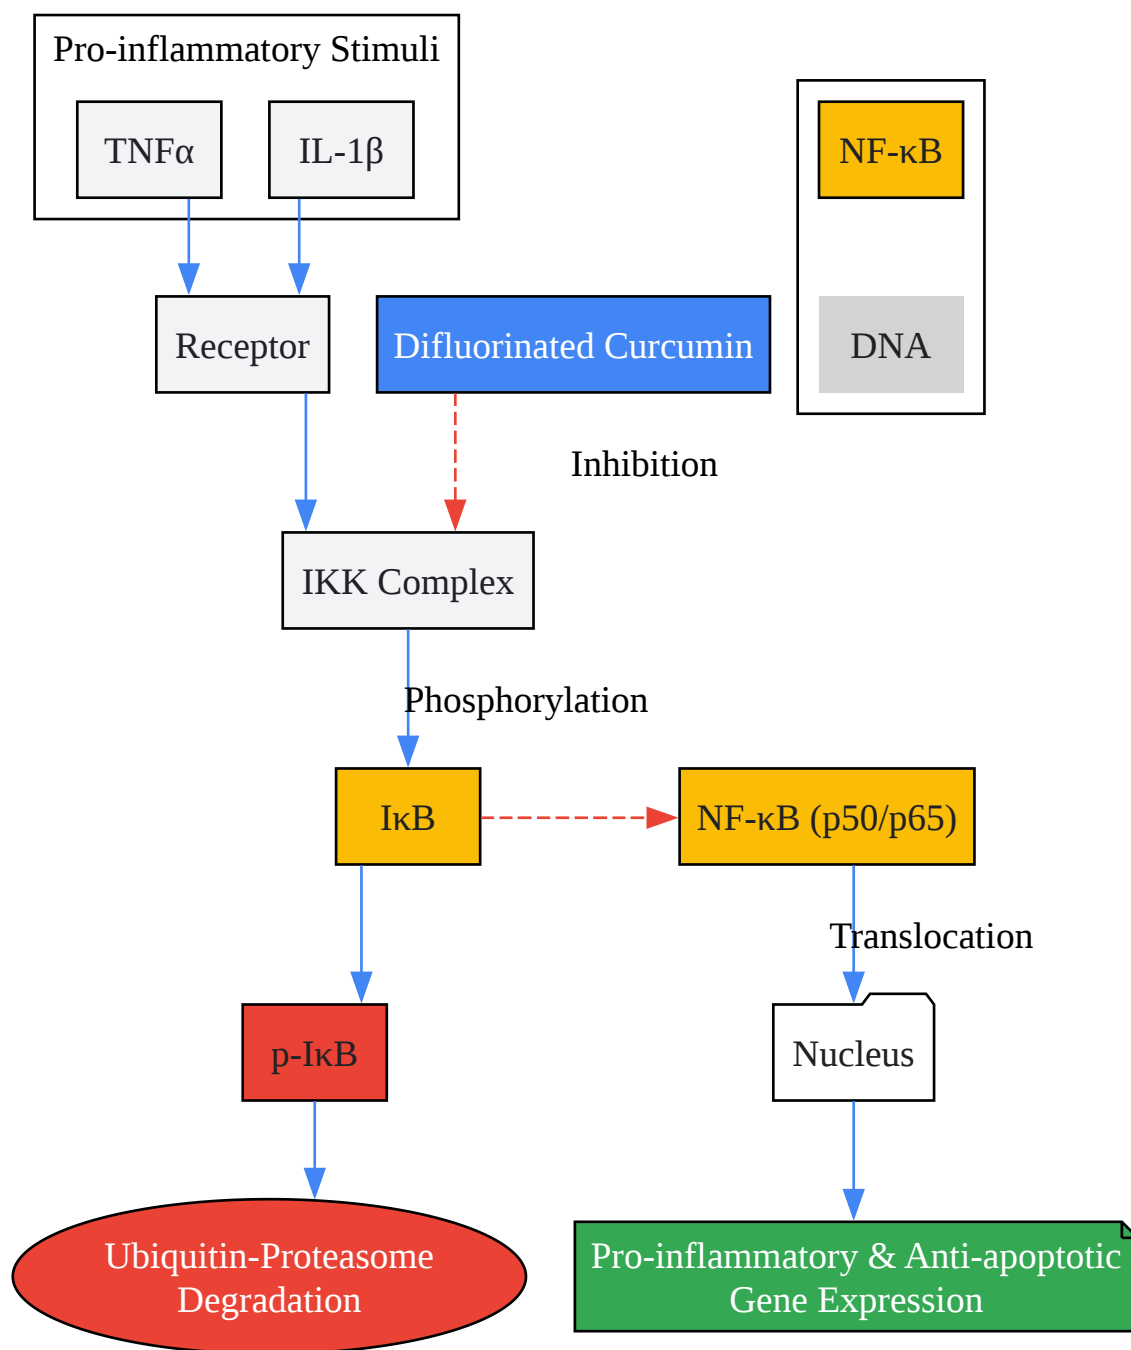 Pro-inflammatory Stimuli
TNFα
IL-1β
NF-κB
Receptor
Difluorinated Curcumin
DNA
Inhibition
IKK Complex
Phosphorylation
IκB
NF-κB (p50/p65)
Translocation
p-IκB
Nucleus
Ubiquitin-Proteasome
Degradation
Pro-inflammatory & Anti-apoptotic
Gene Expression